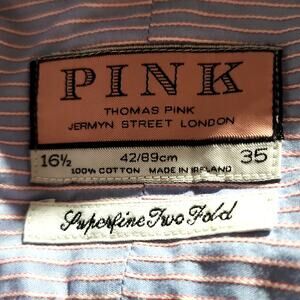 PINK
THOMAS PINK
JERMYN STREET LONDON
16½ 42/89cm 35
100% COTTON MADE IN IRELAND
Superfine Two Fold